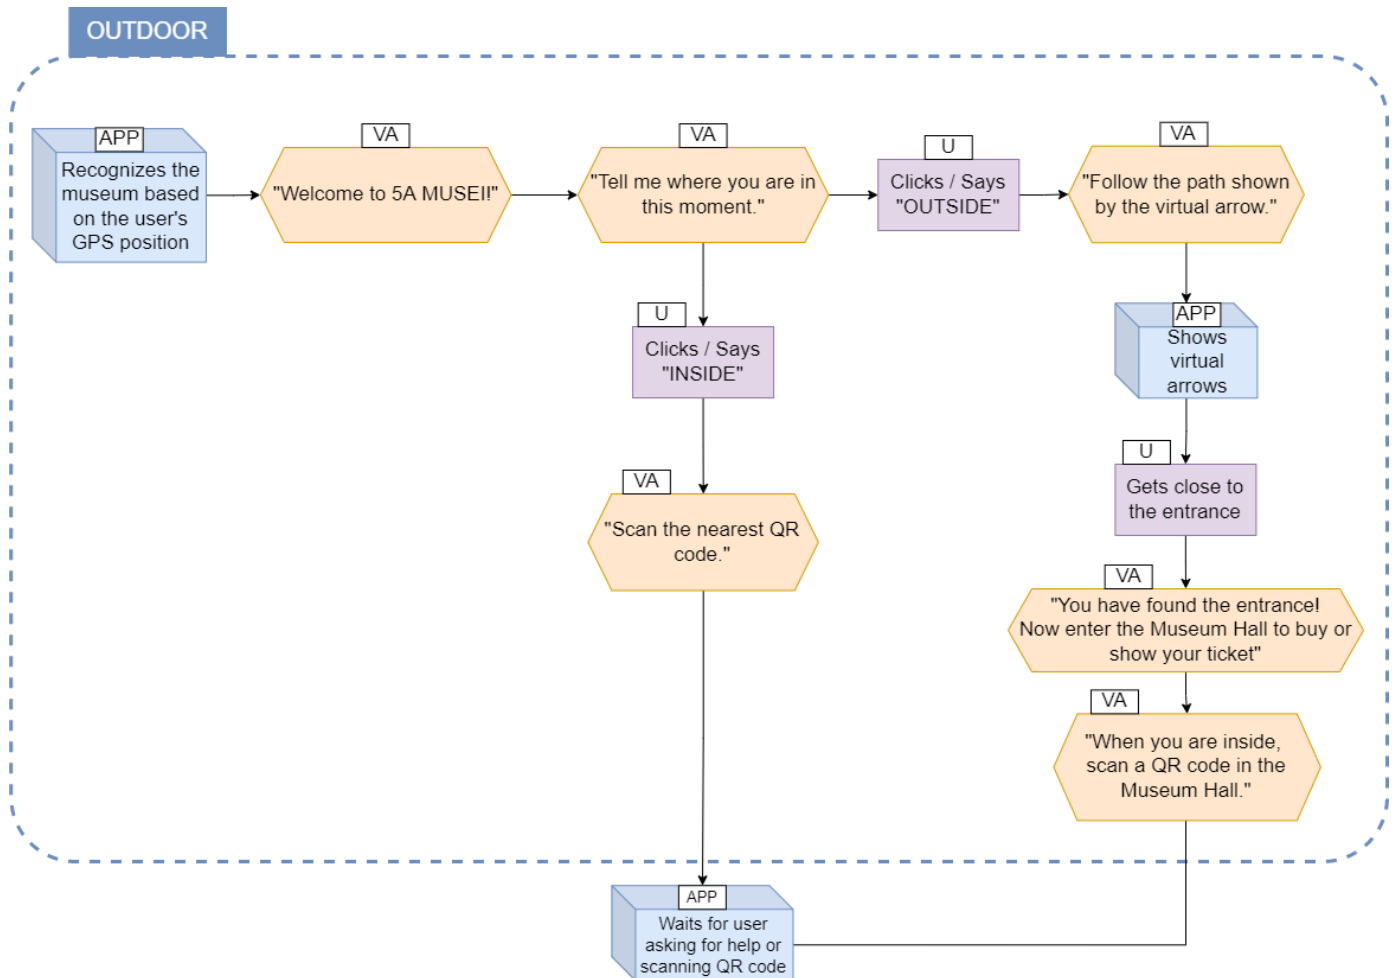 OUTDOOR
APP
Recognizes the
museum based
on the user's
GPS position
VA
"Welcome to 5A MUSEI!"
VA
"Tell me where you are in
this moment."
U
Clicks / Says
"OUTSIDE"
VA
"Follow the path shown
by the virtual arrow."
U
Clicks / Says
"INSIDE"
APP
Shows
virtual
arrows
VA
"Scan the nearest QR
code."
U
Gets close to
the entrance
VA
"You have found the entrance!
Now enter the Museum Hall to buy or
show your ticket"
VA
"When you are inside,
scan a QR code in the
Museum Hall."
APP
Waits for user
asking for help or
scanning QR code